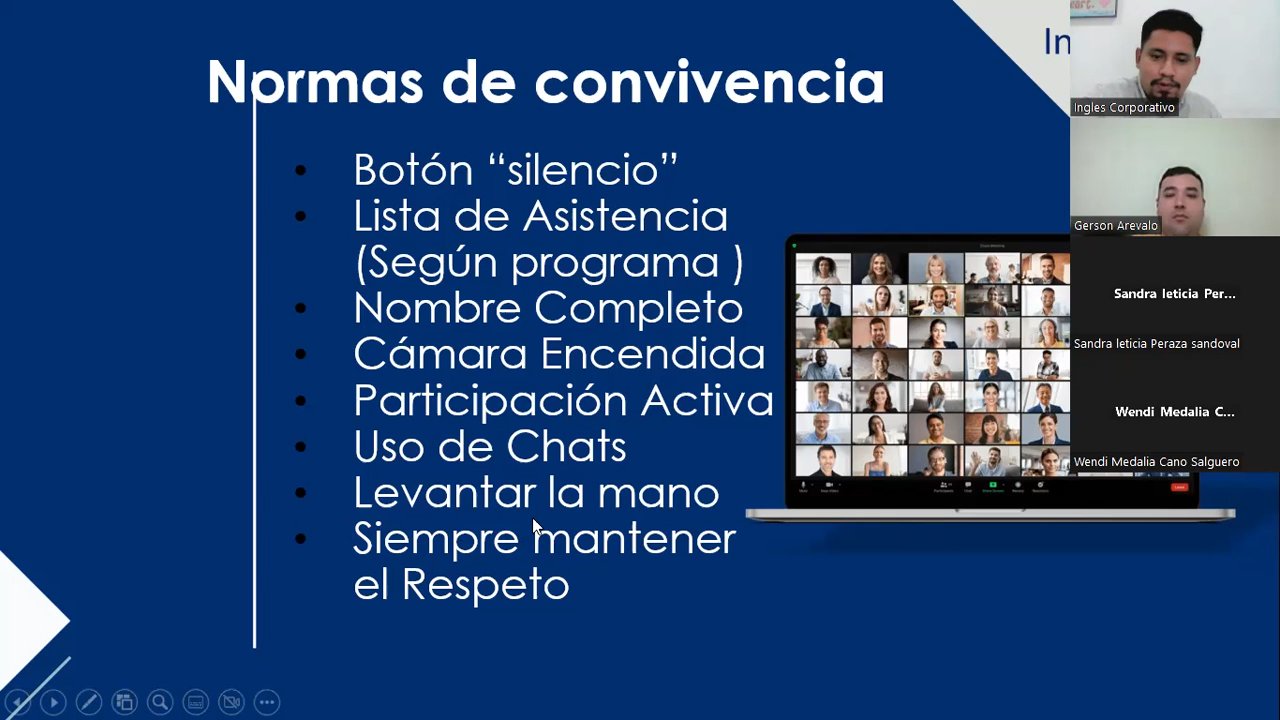 Normas de convivencia
In
Botón “silencio”
Lista de Asistencia
(Según programa )
Nombre Completo
Cámara Encendida
Participación Activa
Uso de Chats
Levantar la mano
Siempre mantener
el Respeto
Ingles Corporativo
Gerson Arevalo
Sandra leticia Per...
Sandra leticia Peraza sandoval
Wendi Medalia C...
Wendi Medalia Cano Salguero